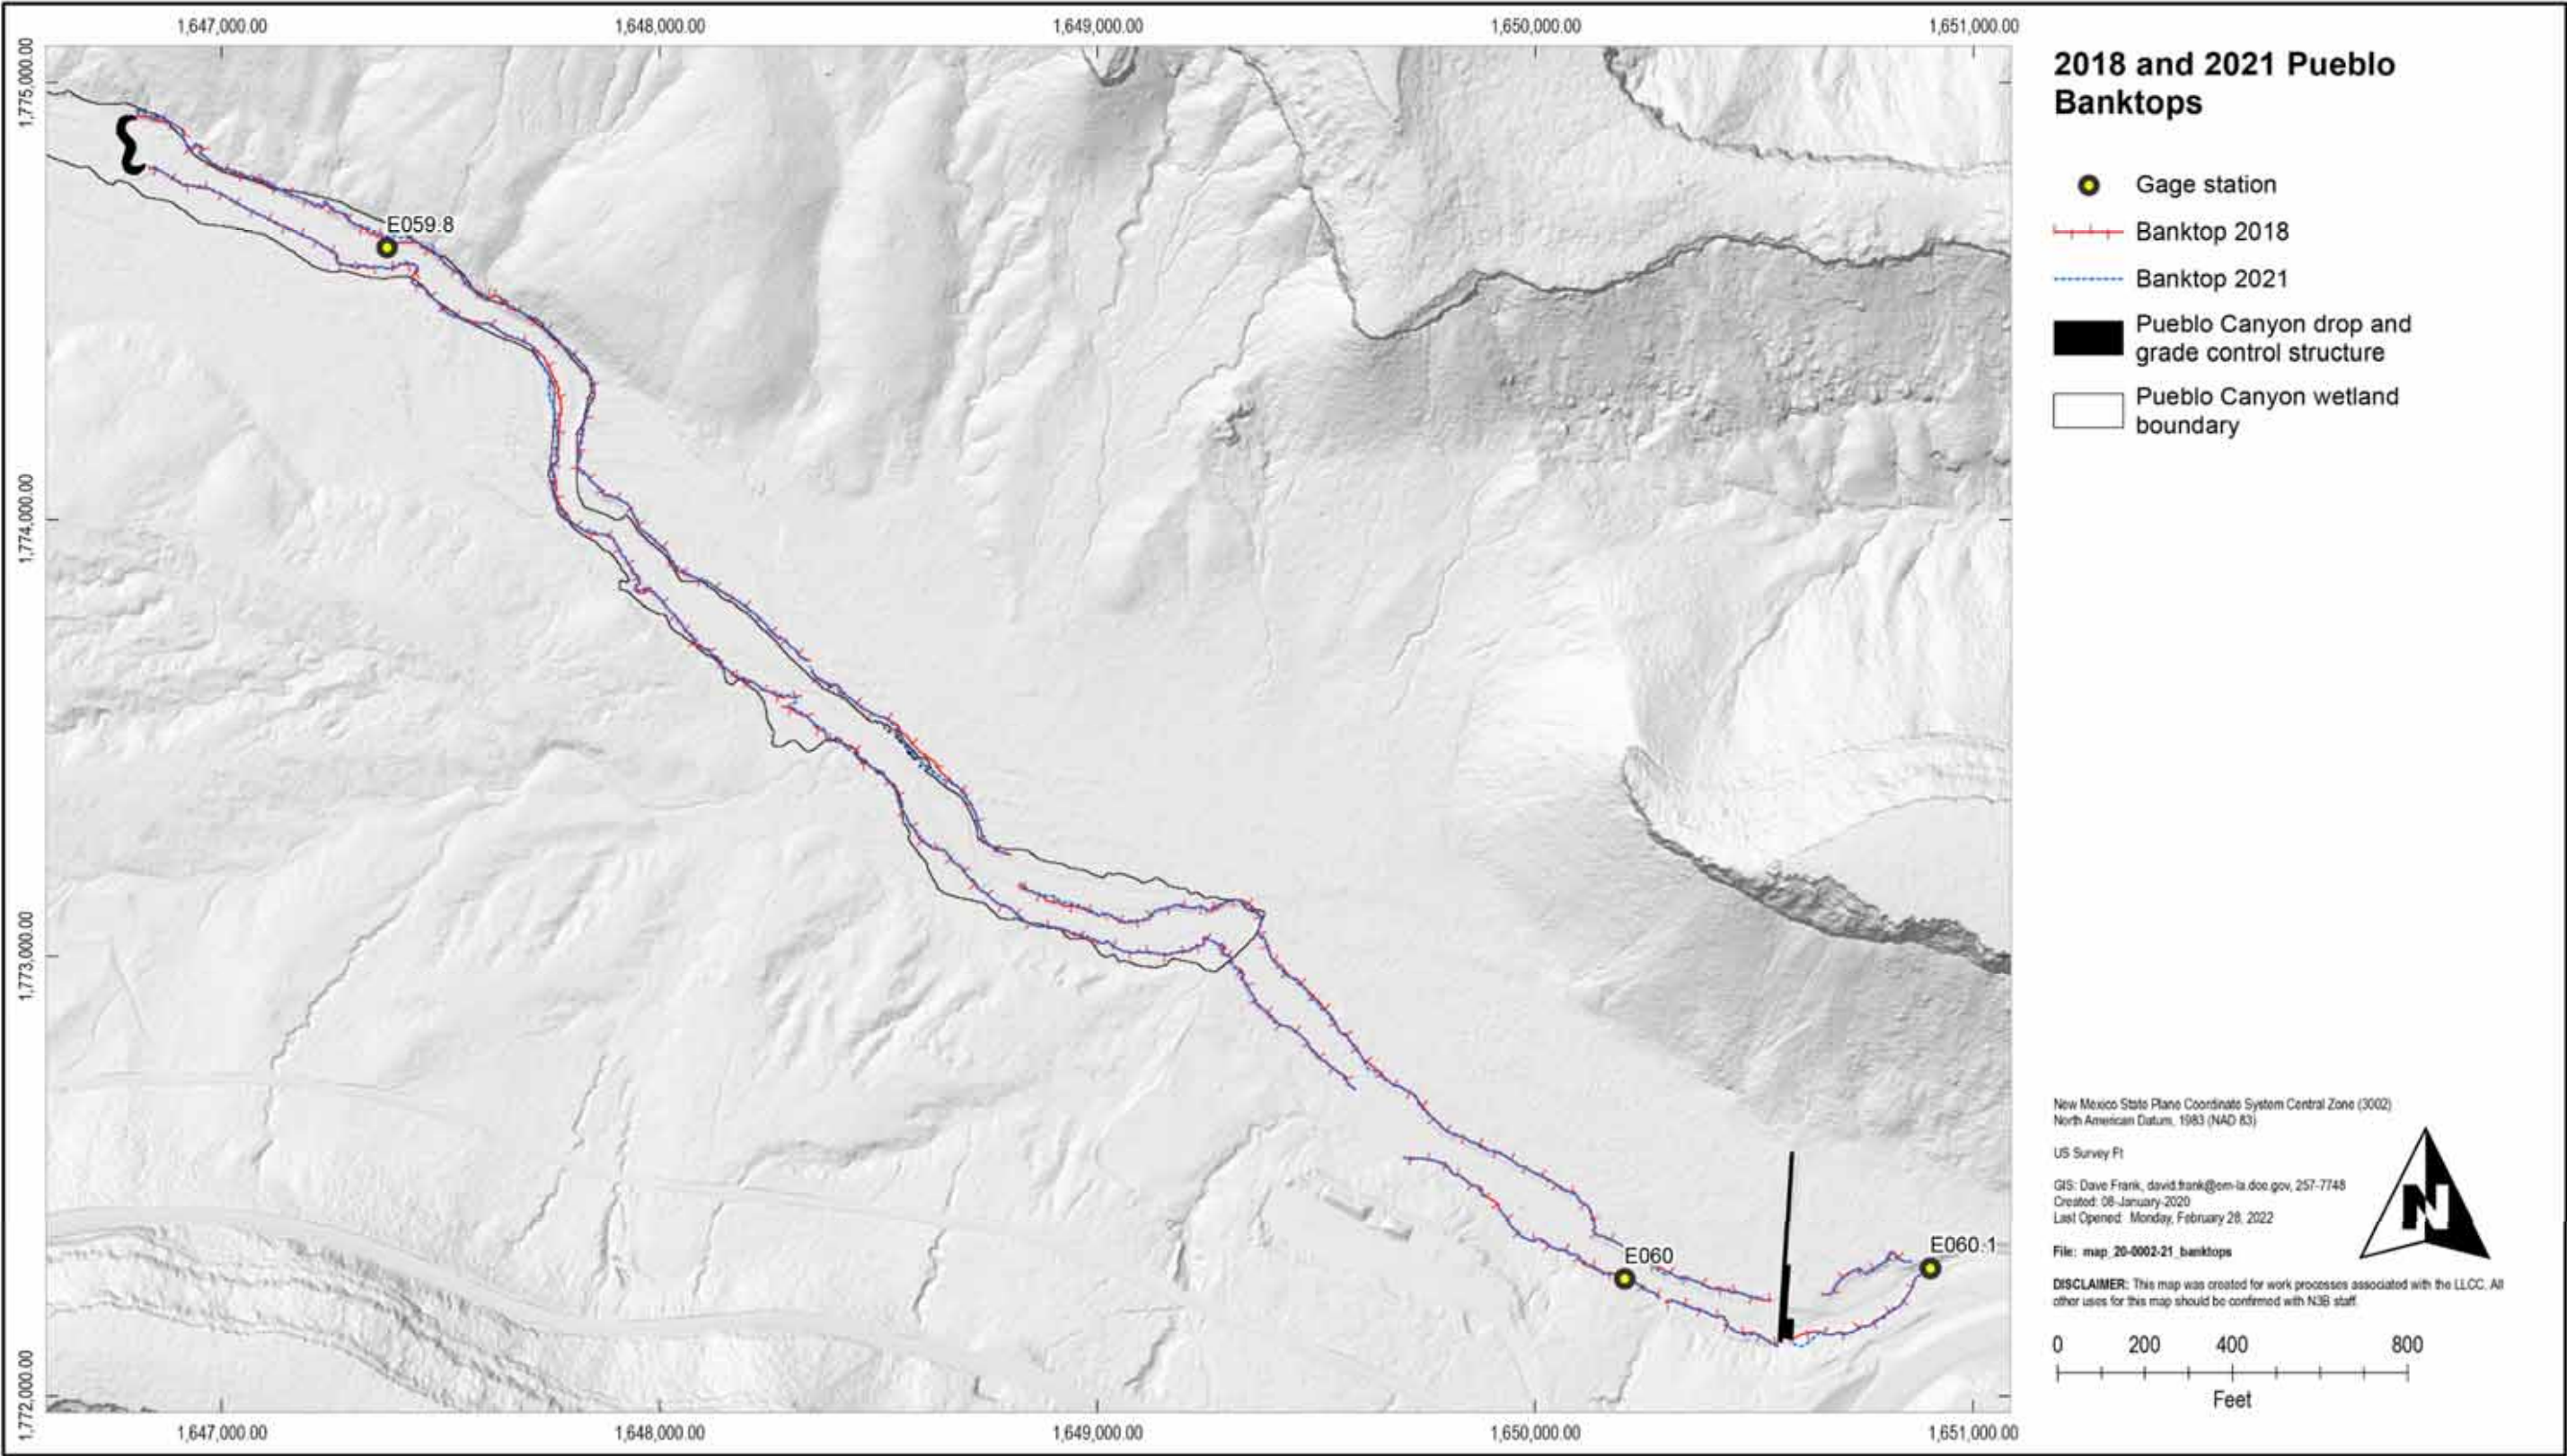 1,647,000.00 1,648,000.00 1,649,000.00 1,650,000.00 1,651,000.00
1,775,000.00
1,774,000.00
1,773,000.00
1,772,000.00
E059.8
E060
E060.1
1,647,000.00 1,648,000.00 1,649,000.00 1,650,000.00 1,651,000.00
2018 and 2021 Pueblo
Banktops
Gage station
Banktop 2018
Banktop 2021
Pueblo Canyon drop and
grade control structure
Pueblo Canyon wetland
boundary
New Mexico State Plane Coordinate System Central Zone (3002)
North American Datum, 1983 (NAD 83)
US Survey Ft
GIS: Dave Frank, david.frank@em-la.doe.gov, 257-7748
Created: 08-January-2020
Last Opened: Monday, February 28, 2022
File: map_20-0002-21_banktops
N
DISCLAIMER: This map was created for work processes associated with the LLCC. All
other uses for this map should be confirmed with N3B staff.
0 200 400 800
Feet